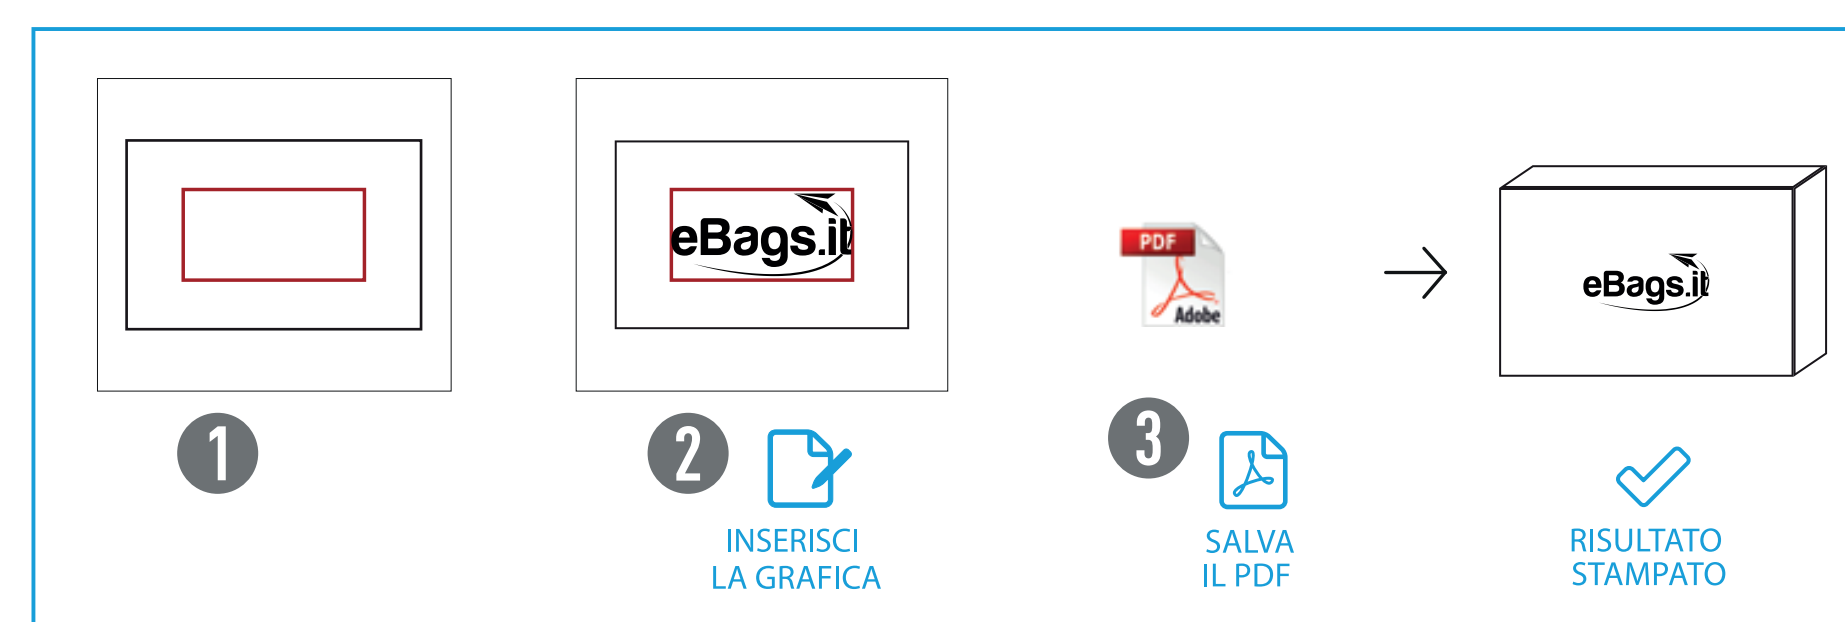 eBags.it
PDF
Adobe
eBags.it
1
2
3
INSERISCI
LA GRAFICA
SALVA
IL PDF
RISULTATO
STAMPATO